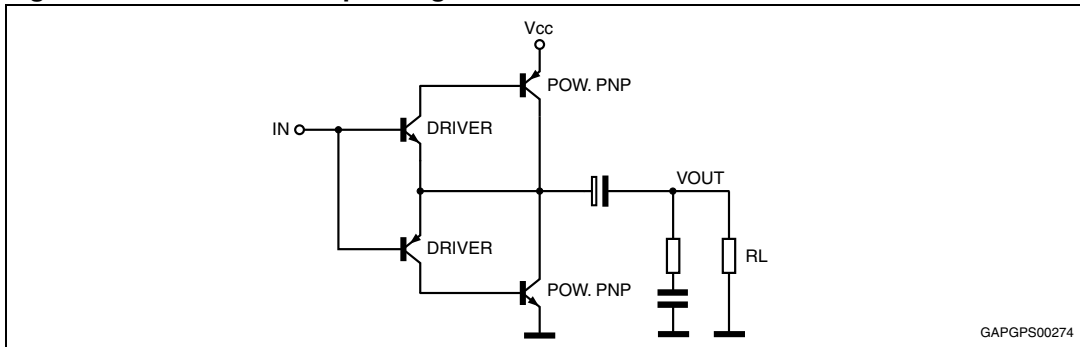 Vcc
POW. PNP
IN
DRIVER
VOUT
DRIVER
RL
POW. PNP
GAPGPS00274